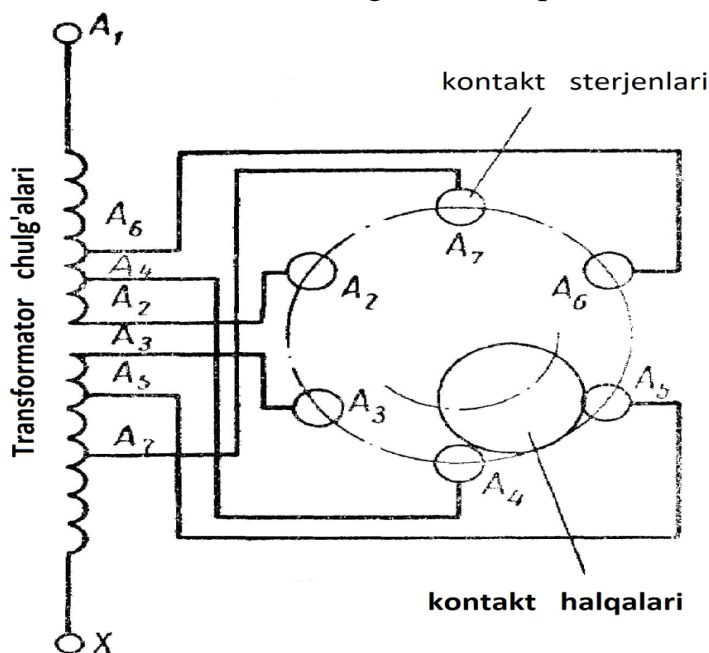 A₁
kontakt sterjenlari
Transformator chulg'alari
A₆
A₄
A₂
A₃
A₅
A₇
A₇
A₂
A₆
A₃
A₅
A₄
kontakt halqalari
X